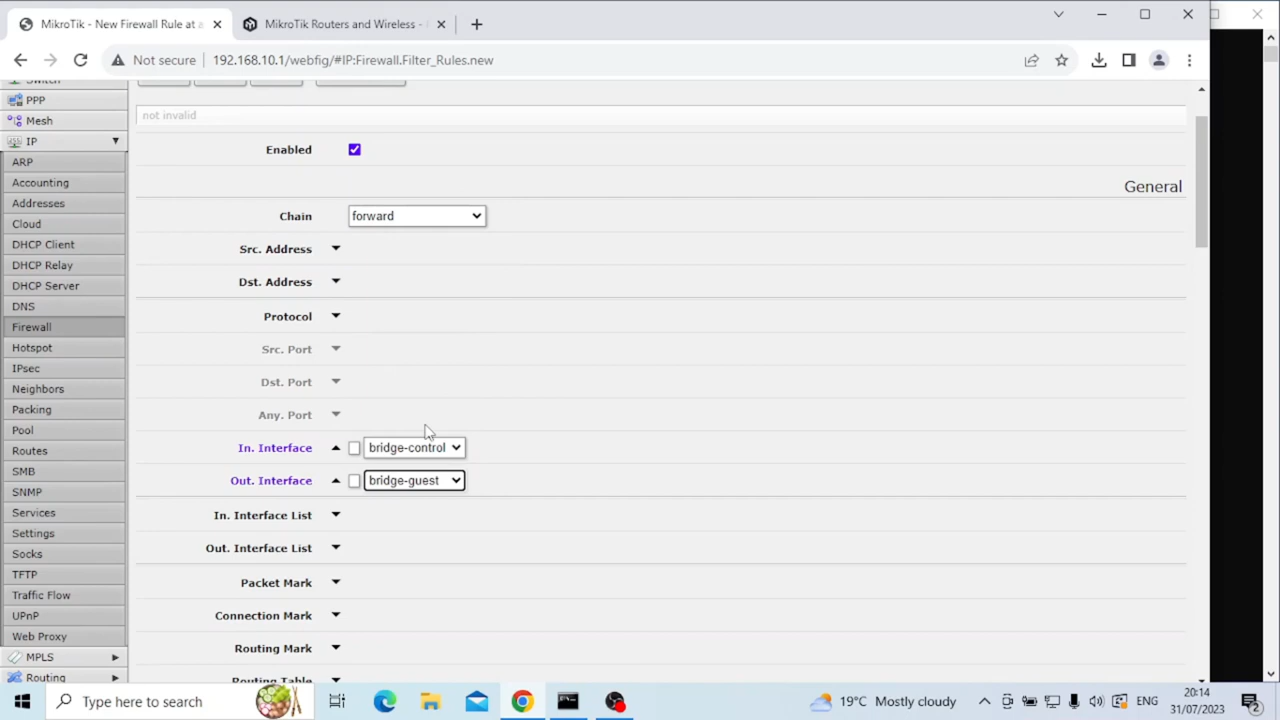 MikroTik - New Firewall Rule at a
MikroTik Routers and Wireless -
Not secure
192.168.10.1/webfig/#IP:Firewall.Filter_Rules.new
Switch
PPP
Mesh
IP
ARP
Accounting
Addresses
Cloud
DHCP Client
DHCP Relay
DHCP Server
DNS
Firewall
Hotspot
IPsec
Neighbors
Packing
Pool
Routes
SMB
SNMP
Services
Settings
Socks
TFTP
Traffic Flow
UPnP
Web Proxy
MPLS
Routing
not invalid
Enabled
General
Chain forward
Src. Address
Dst. Address
Protocol
Src. Port
Dst. Port
Any. Port
In. Interface bridge-control
Out. Interface bridge-guest
In. Interface List
Out. Interface List
Packet Mark
Connection Mark
Routing Mark
Routing Table
Type here to search
19°C Mostly cloudy
ENG
20:14
31/07/2023
2